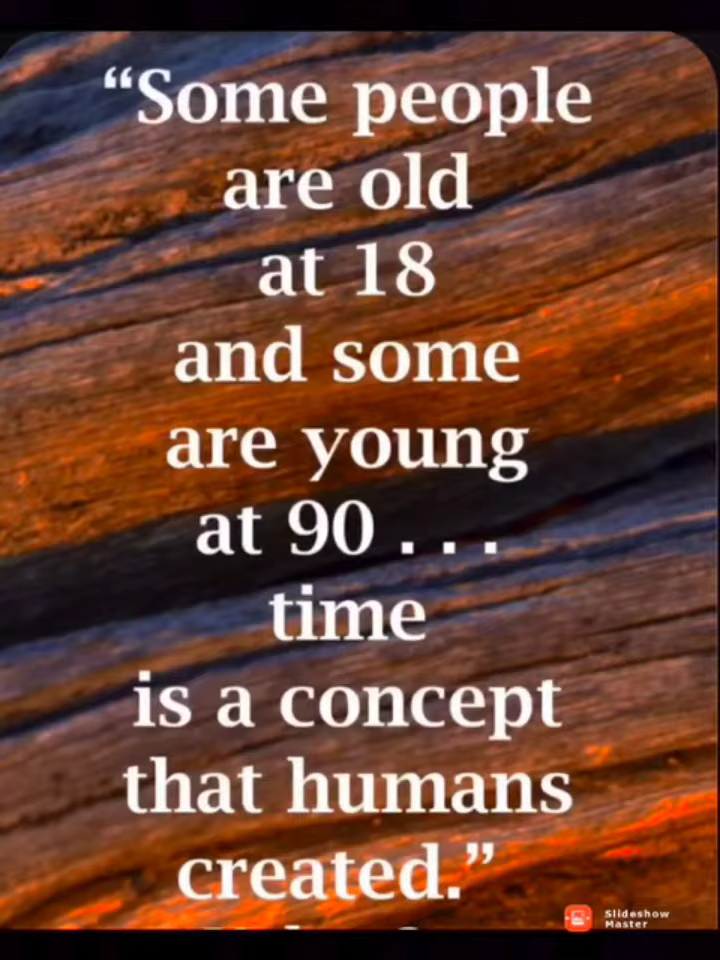 “Some people
are old
at 18
and some
are young
at 90 . . .
time
is a concept
that humans
created.”
Slideshow
Master